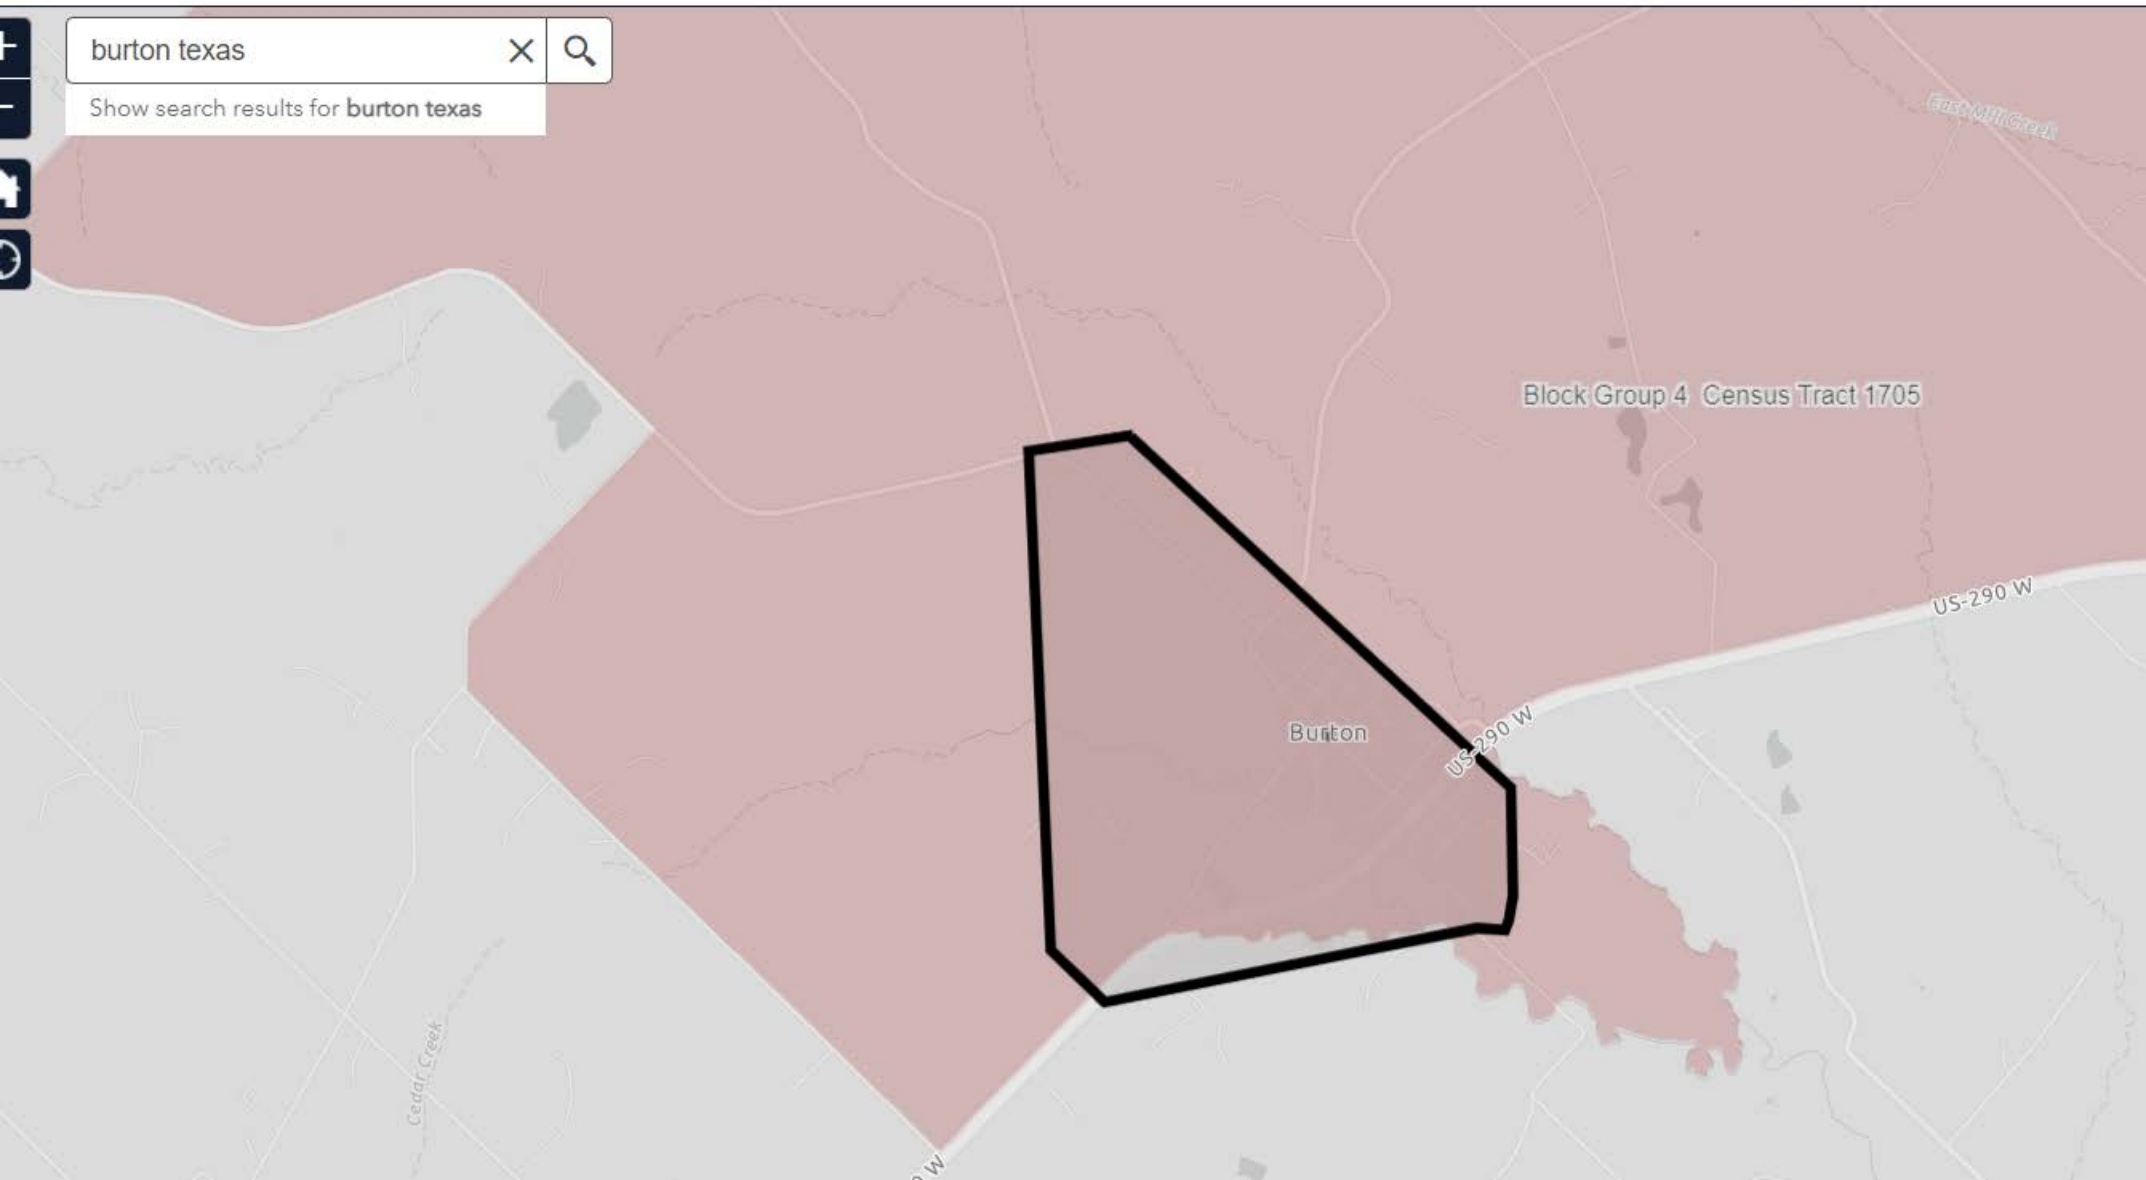 burton texas
Show search results for burton texas
East Mill Creek
Block Group 4 Census Tract 1705
US-290 W
US-290 W
Burton
Cedar Creek
W